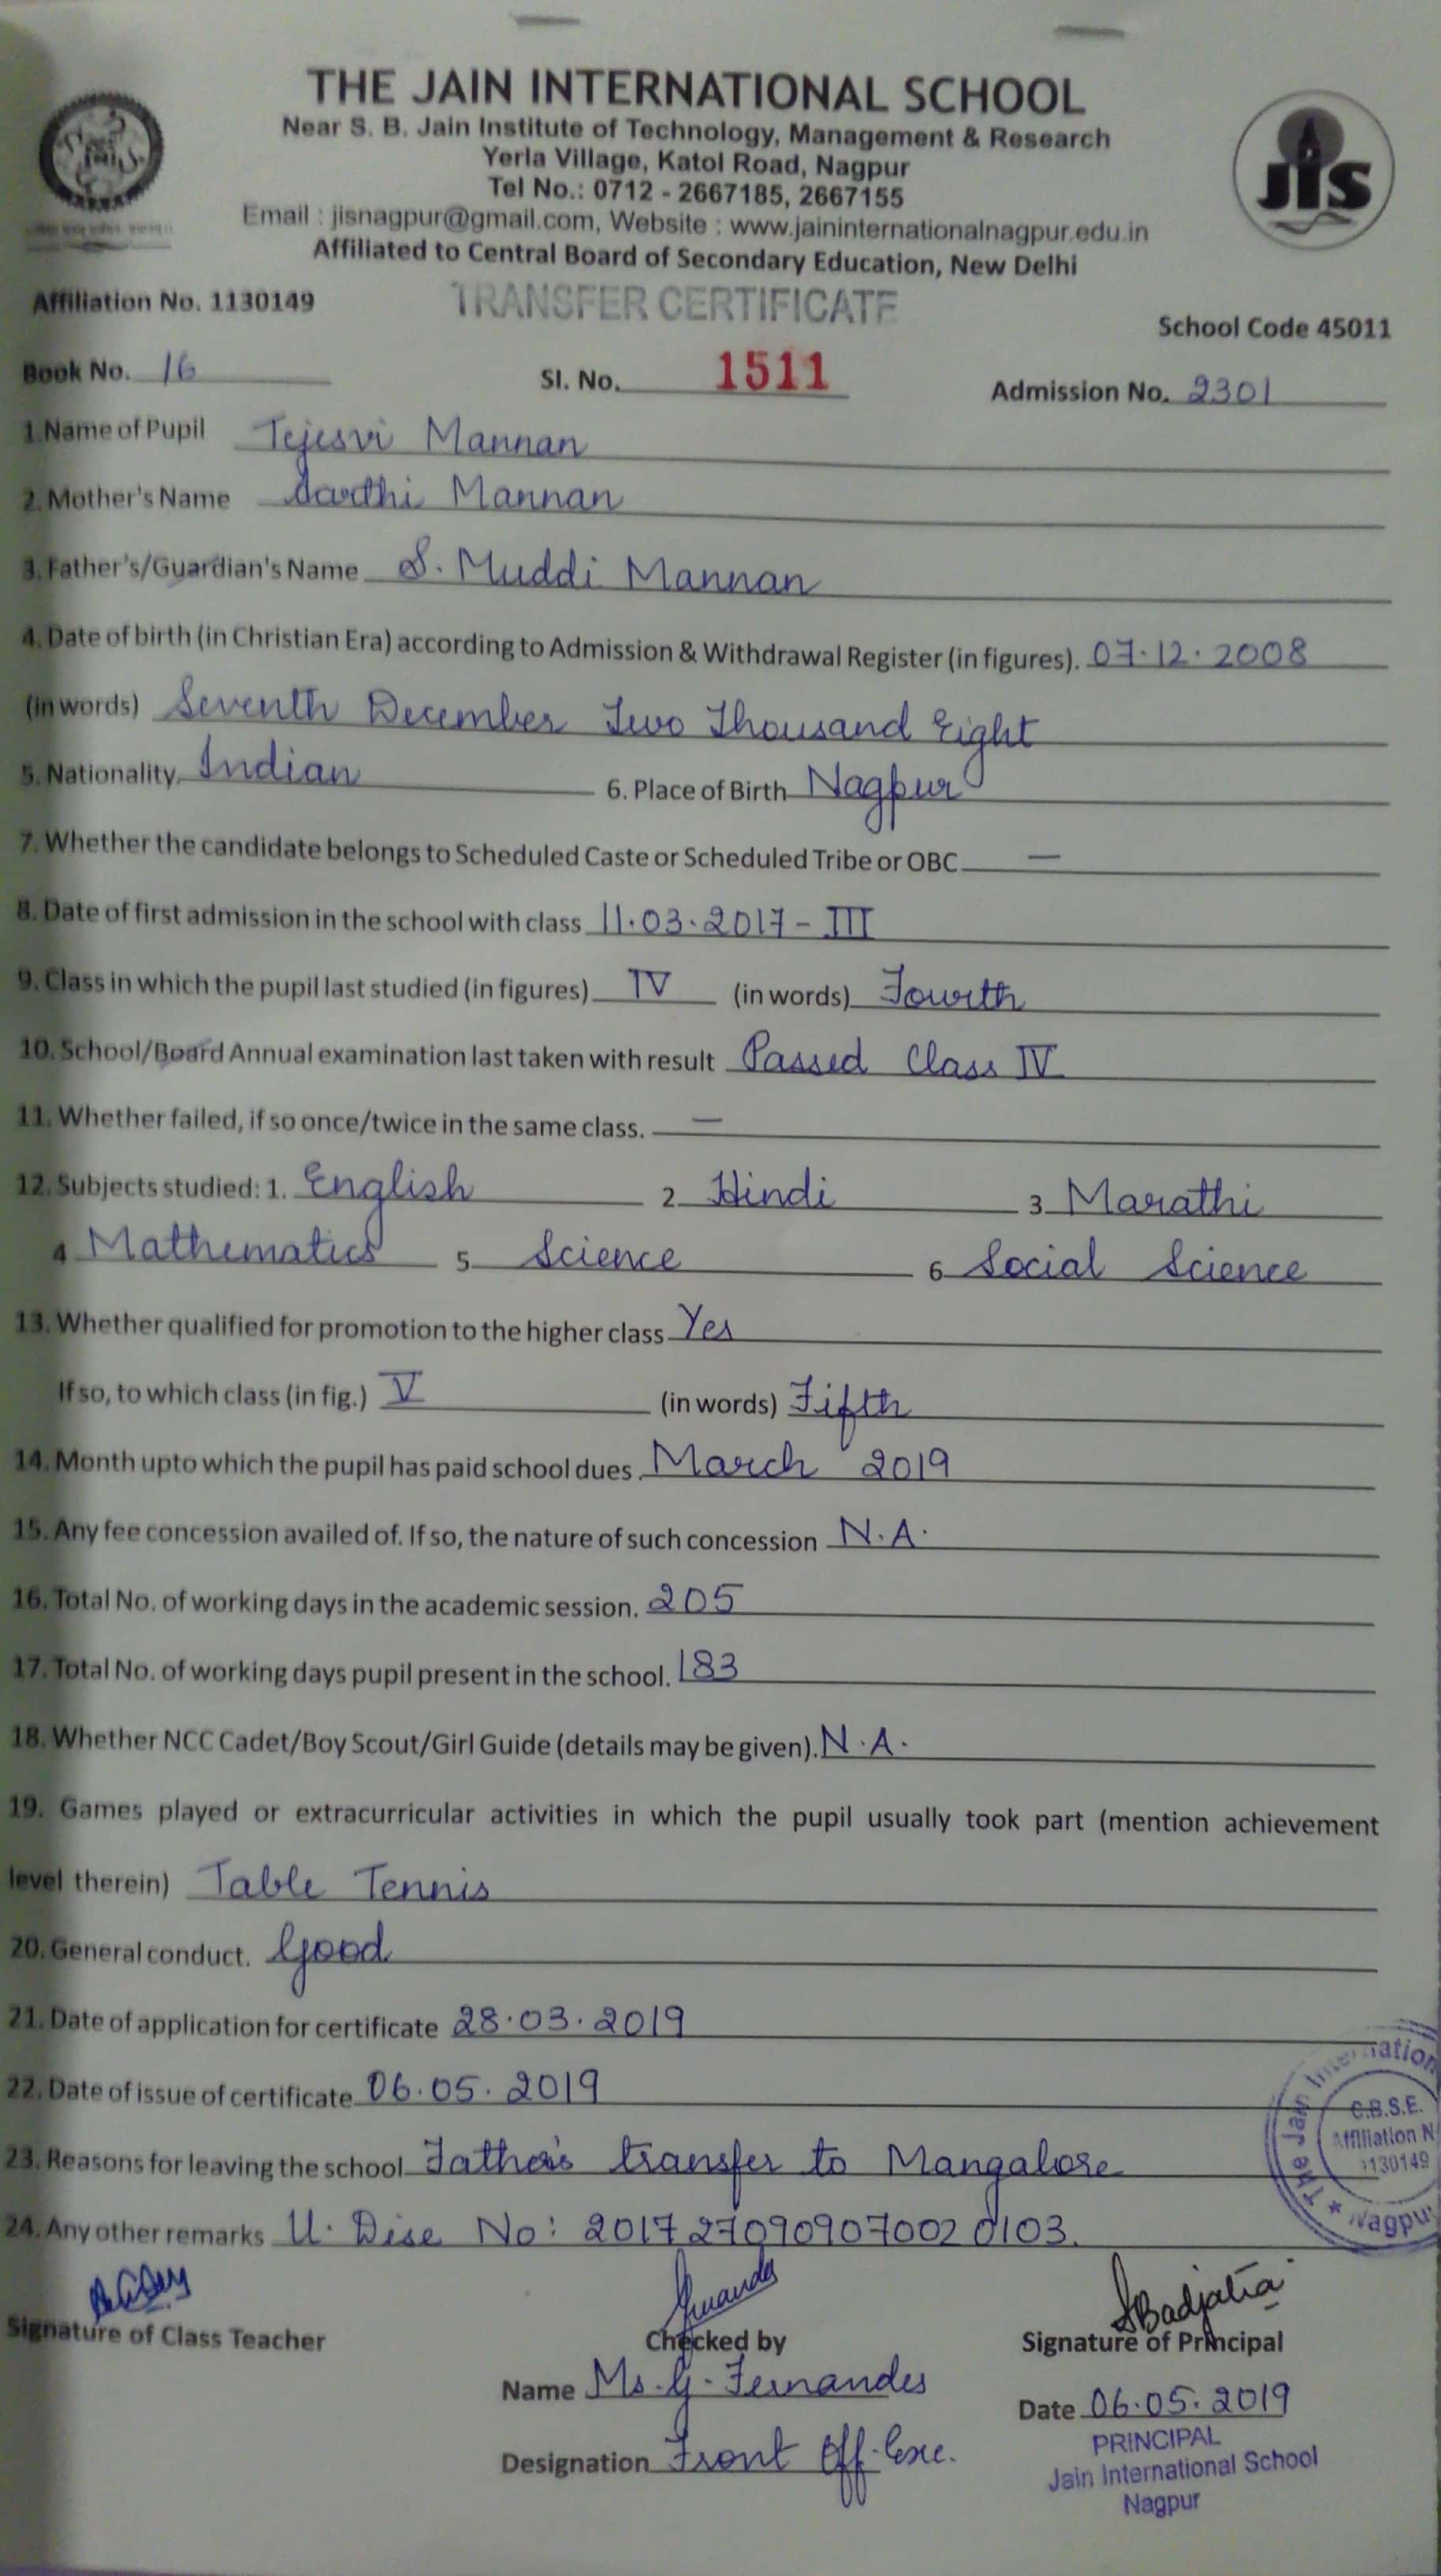 THE JAIN INTERNATIONAL SCHOOL
Near S. B. Jain Institute of Technology, Management & Research
Yerla Village, Katol Road, Nagpur
Tel No.: 0712 - 2667185, 2667155
Email : jisnagpur@gmail.com, Website : www.jaininternationalnagpur.edu.in
Affiliated to Central Board of Secondary Education, New Delhi
JIS
Affiliation No. 1130149 TRANSFER CERTIFICATE School Code 45011
Book No. 16 Sl. No. 1511 Admission No. 2301
1.Name of Pupil Tejesvi Mannan
2. Mother's Name Aarthi Mannan
3. Father's/Guardian's Name S. Muddi Mannan
4. Date of birth (in Christian Era) according to Admission & Withdrawal Register (in figures). 07.12.2008
(in words) Seventh December Two Thousand Eight
5. Nationality. Indian 6. Place of Birth Nagpur
7. Whether the candidate belongs to Scheduled Caste or Scheduled Tribe or OBC —
8. Date of first admission in the school with class 11.03.2017 - III
9. Class in which the pupil last studied (in figures) IV (in words) Fourth
10. School/Board Annual examination last taken with result Passed Class IV
11. Whether failed, if so once/twice in the same class. —
12. Subjects studied: 1. English 2 Hindi 3 Marathi
4 Mathematics 5 Science 6 Social Science
13. Whether qualified for promotion to the higher class Yes
If so, to which class (in fig.) V (in words) Fifth
14. Month upto which the pupil has paid school dues. March 2019
15. Any fee concession availed of. If so, the nature of such concession N.A.
16. Total No. of working days in the academic session. 205
17. Total No. of working days pupil present in the school. 183
18. Whether NCC Cadet/Boy Scout/Girl Guide (details may be given). N.A.
19. Games played or extracurricular activities in which the pupil usually took part (mention achievement
level therein) Table Tennis
20. General conduct. Good
21. Date of application for certificate 28.03.2019
22. Date of issue of certificate 06.05.2019
23. Reasons for leaving the school Father's transfer to Mangalore
24. Any other remarks U. Dise No: 201727090907002 0103.
The Jain
C.B.S.E.
Affiliation N
1130149
Nagpu
Badjatia
Signature of Class Teacher Checked by Signature of Principal
Name Ms. G. Fernandes Date 06.05.2019
Designation Front Off. Exe.
PRINCIPAL
Jain International School
Nagpur